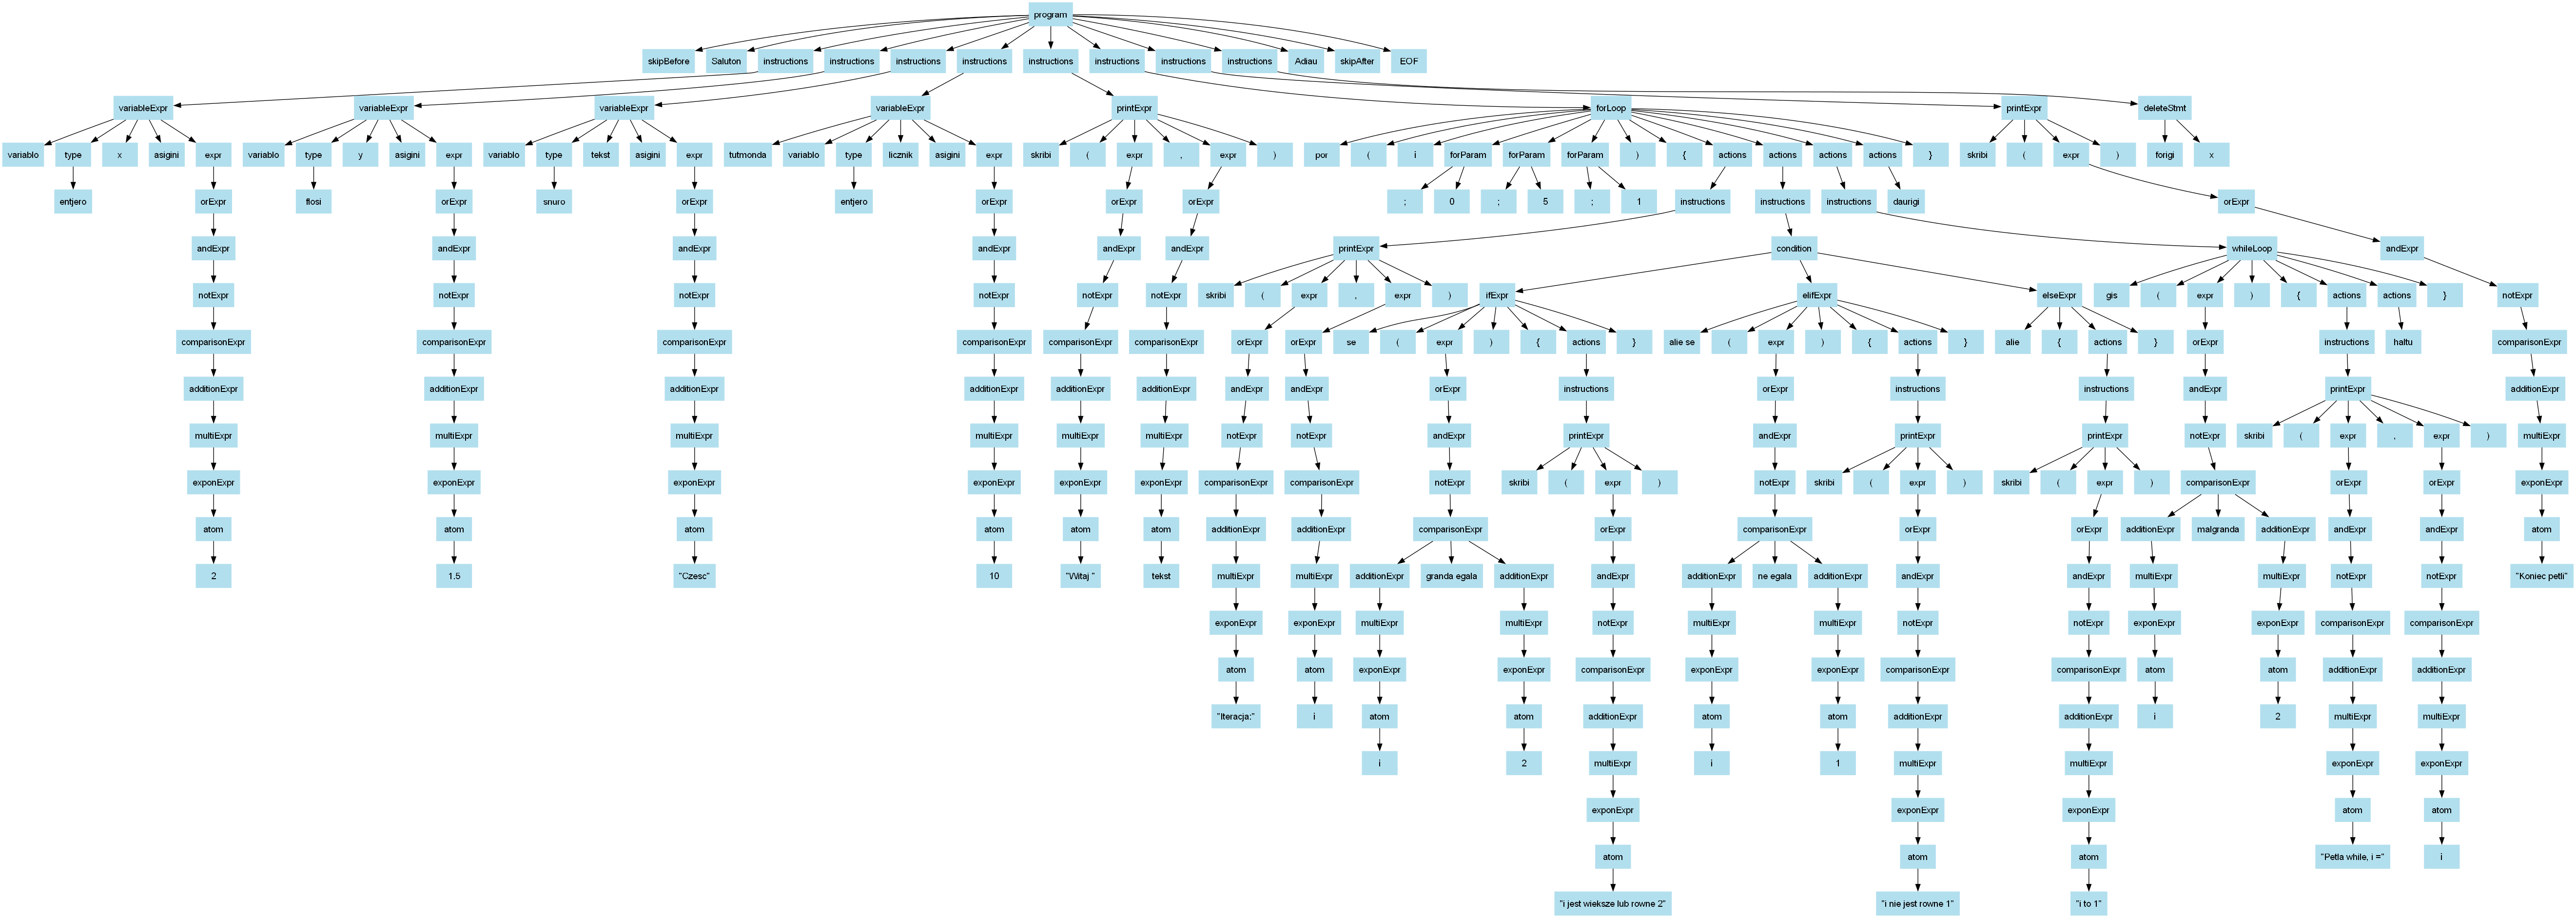 program
skipBefore Saluton instructions instructions instructions instructions instructions instructions instructions instructions Adiau skipAfter EOF
variableExpr variableExpr variableExpr variableExpr printExpr forLoop printExpr deleteStmt
variablo type x asigini expr variablo type y asigini expr variablo type tekst asigini expr tutmonda variablo type licznik asigini expr skribi ( expr , expr ) por ( i forParam forParam forParam ) { actions actions actions actions } skribi ( expr ) forigi x
entjero orExpr flosi orExpr snuro orExpr entjero orExpr orExpr orExpr ; 0 ; 5 ; 1 instructions instructions instructions daurigi orExpr
andExpr andExpr andExpr andExpr andExpr andExpr printExpr condition whileLoop andExpr
notExpr notExpr notExpr notExpr notExpr notExpr skribi ( expr , expr ) ifExpr elifExpr elseExpr gis ( expr ) { actions actions } notExpr
comparisonExpr comparisonExpr comparisonExpr comparisonExpr comparisonExpr comparisonExpr orExpr orExpr se ( expr ) { actions } alie se ( expr ) { actions } alie { actions } orExpr instructions haltu comparisonExpr
additionExpr additionExpr additionExpr additionExpr additionExpr additionExpr andExpr andExpr orExpr instructions orExpr instructions instructions andExpr printExpr additionExpr
multiExpr multiExpr multiExpr multiExpr multiExpr multiExpr notExpr notExpr andExpr printExpr andExpr printExpr printExpr notExpr skribi ( expr , expr ) multiExpr
exponExpr exponExpr exponExpr exponExpr exponExpr exponExpr comparisonExpr comparisonExpr notExpr skribi ( expr ) notExpr skribi ( expr ) skribi ( expr ) comparisonExpr orExpr orExpr exponExpr
atom atom atom atom atom atom additionExpr additionExpr comparisonExpr orExpr comparisonExpr orExpr orExpr additionExpr malgranda additionExpr andExpr andExpr atom
2 1.5 "Czesc" 10 "Witaj " tekst multiExpr multiExpr additionExpr granda egala additionExpr andExpr additionExpr ne egala additionExpr andExpr andExpr multiExpr multiExpr notExpr notExpr "Koniec petli"
exponExpr exponExpr multiExpr multiExpr notExpr multiExpr multiExpr notExpr notExpr exponExpr exponExpr comparisonExpr comparisonExpr
atom atom exponExpr exponExpr comparisonExpr exponExpr exponExpr comparisonExpr comparisonExpr atom atom additionExpr additionExpr
"Iteracja:" i atom atom additionExpr atom atom additionExpr additionExpr i 2 multiExpr multiExpr
i 2 multiExpr i 1 multiExpr multiExpr exponExpr exponExpr
exponExpr exponExpr exponExpr atom atom
atom atom atom "Petla while, i =" i
"i jest wieksze lub rowne 2" "i nie jest rowne 1" "i to 1"